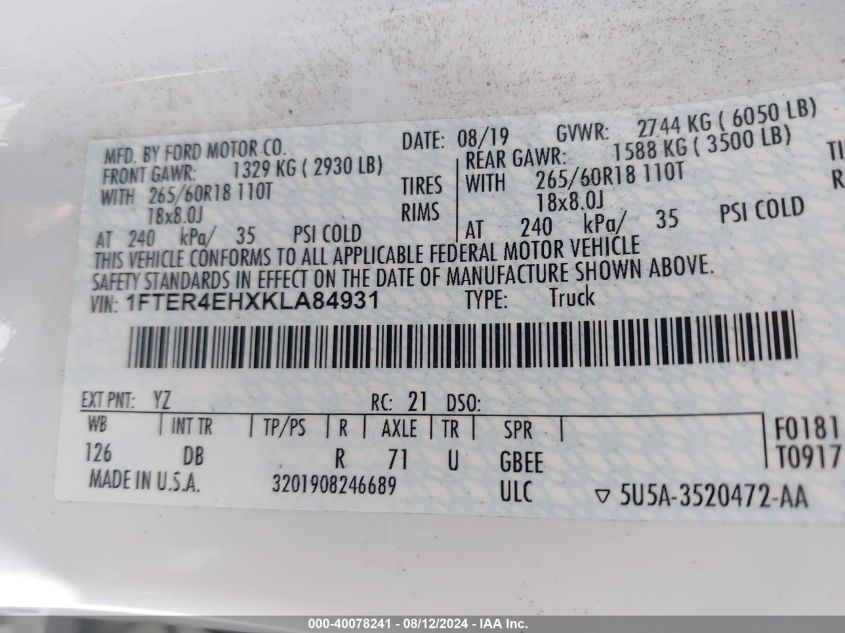 MFD. BY FORD MOTOR CO. DATE: 08/19 GVWR: 2744 KG ( 6050 LB)
FRONT GAWR: 1329 KG ( 2930 LB) REAR GAWR: 1588 KG ( 3500 LB)
WITH 265/60R18 110T TIRES WITH 265/60R18 110T TI
18x8.0J RIMS 18x8.0J R
AT 240 kPa/ 35 PSI COLD AT 240 kPa/ 35 PSI COLD
THIS VEHICLE CONFORMS TO ALL APPLICABLE FEDERAL MOTOR VEHICLE
SAFETY STANDARDS IN EFFECT ON THE DATE OF MANUFACTURE SHOWN ABOVE.
VIN: 1FTER4EHXKLA84931 TYPE: Truck
EXT PNT: YZ RC: 21 DSO:
WB INT TR TP/PS R AXLE TR SPR F0181
126 DB R 71 U GBEE T0917
MADE IN U.S.A. 3201908246689 ULC ▽ 5U5A-3520472-AA
000-40078241 - 08/12/2024 - IAA Inc.